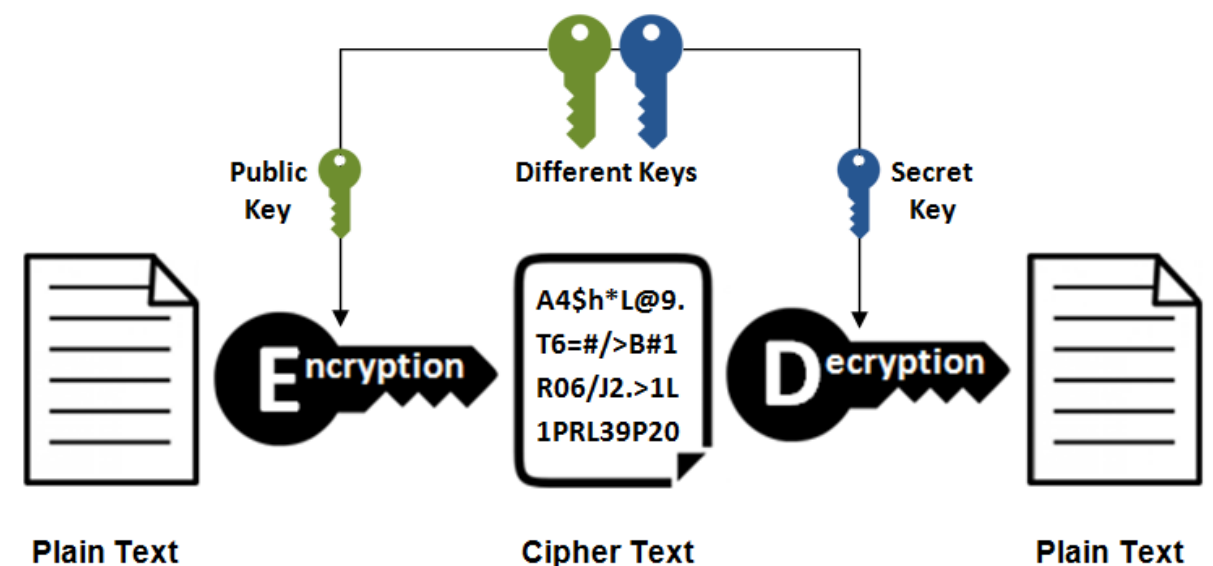 Different Keys
Public
Key
Secret
Key
Encryption
A4$h*L@9.
T6=#/>B#1
R06/J2.>1L
1PRL39P20
Decryption
Plain Text
Cipher Text
Plain Text